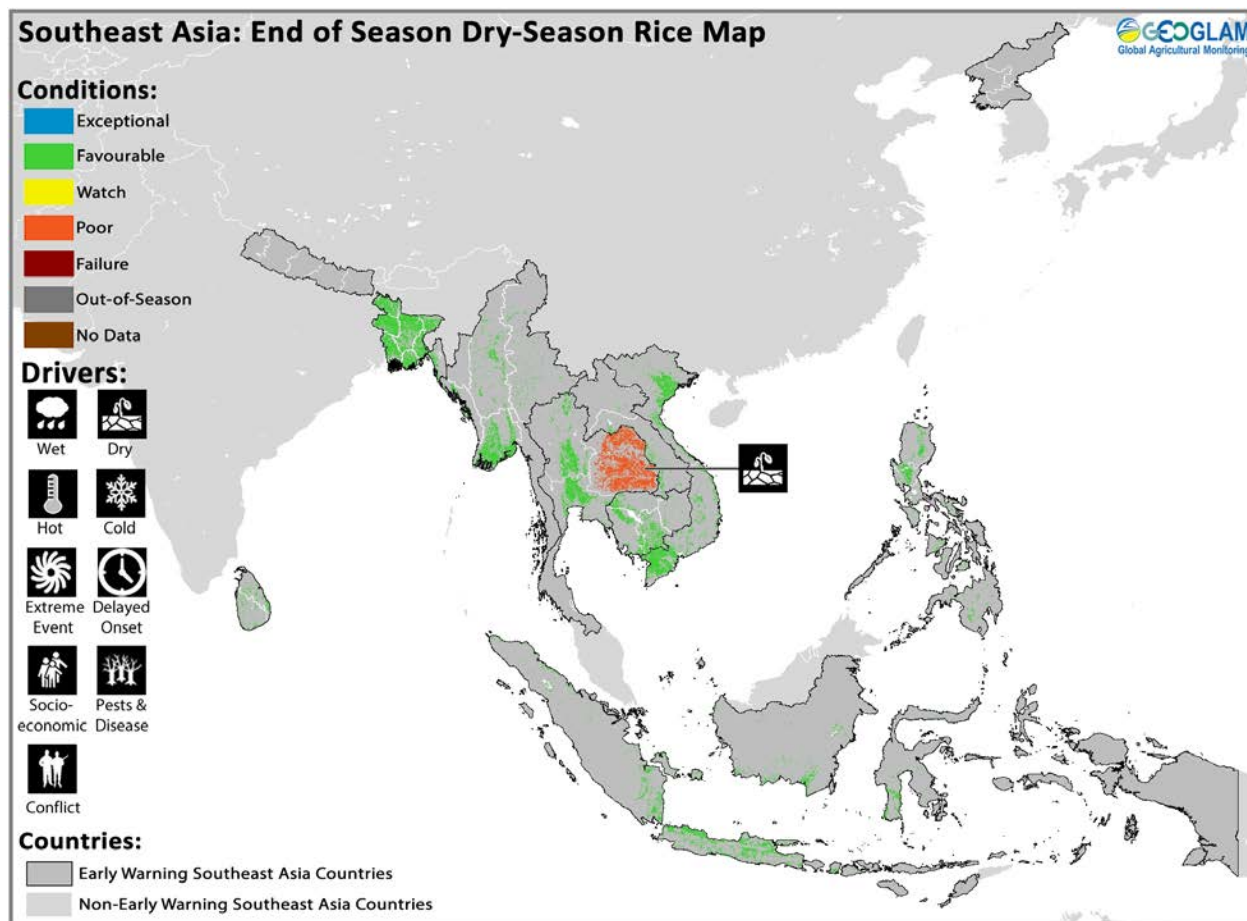 Southeast Asia: End of Season Dry-Season Rice Map
GEOGLAM
Global Agricultural Monitoring
Conditions:
Exceptional
Favourable
Watch
Poor
Failure
Out-of-Season
No Data
Drivers:
Wet
Dry
Hot
Cold
Extreme
Event
Delayed
Onset
Socio-
economic
Pests &
Disease
Conflict
Countries:
Early Warning Southeast Asia Countries
Non-Early Warning Southeast Asia Countries